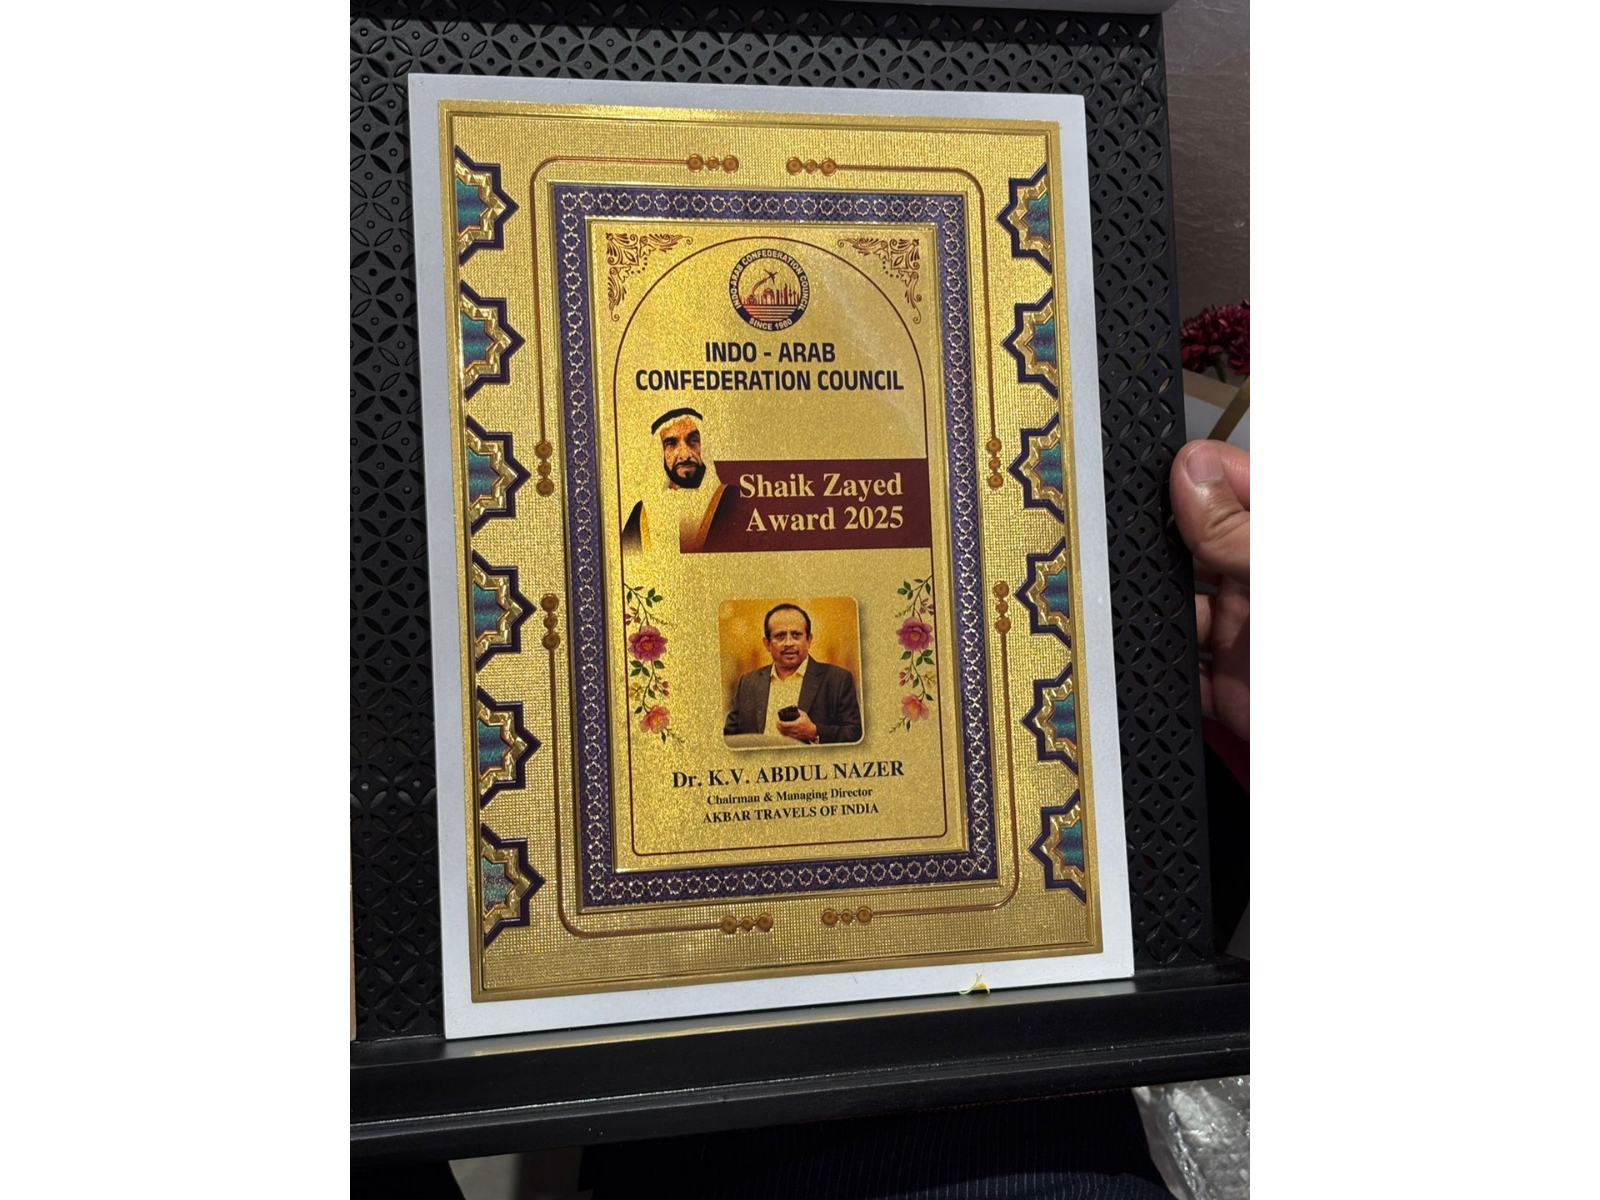 INDO-ARAB CONFEDERATION COUNCIL
SINCE 1980
INDO - ARAB
CONFEDERATION COUNCIL
Shaik Zayed
Award 2025
Dr. K.V. ABDUL NAZER
Chairman & Managing Director
AKBAR TRAVELS OF INDIA